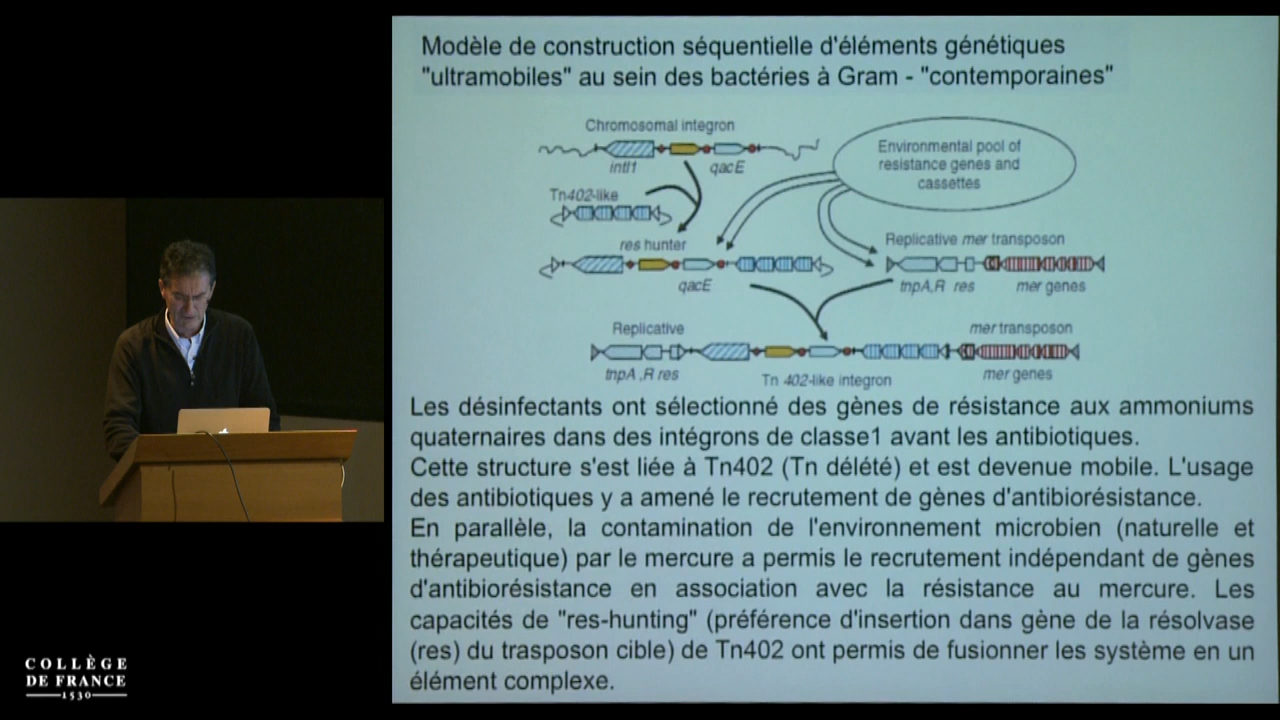 Modèle de construction séquentielle d'éléments génétiques
"ultramobiles" au sein des bactéries à Gram - "contemporaines"
Chromosomal integron
intI1
qacE
Environmental pool of
resistance genes and
cassettes
Tn402-like
res hunter
qacE
Replicative mer transposon
tnpA,R res
mer genes
Replicative
mer transposon
tnpA ,R res
Tn 402-like integron
mer genes
Les désinfectants ont sélectionné des gènes de résistance aux ammoniums
quaternaires dans des intégrons de classe1 avant les antibiotiques.
Cette structure s'est liée à Tn402 (Tn délété) et est devenue mobile. L'usage
des antibiotiques y a amené le recrutement de gènes d'antibiorésistance.
En parallèle, la contamination de l'environnement microbien (naturelle et
thérapeutique) par le mercure a permis le recrutement indépendant de gènes
d'antibiorésistance en association avec la résistance au mercure. Les
capacités de "res-hunting" (préférence d'insertion dans gène de la résolvase
(res) du trasposon cible) de Tn402 ont permis de fusionner les système en un
élément complexe.
COLLÈGE
DE FRANCE
1530